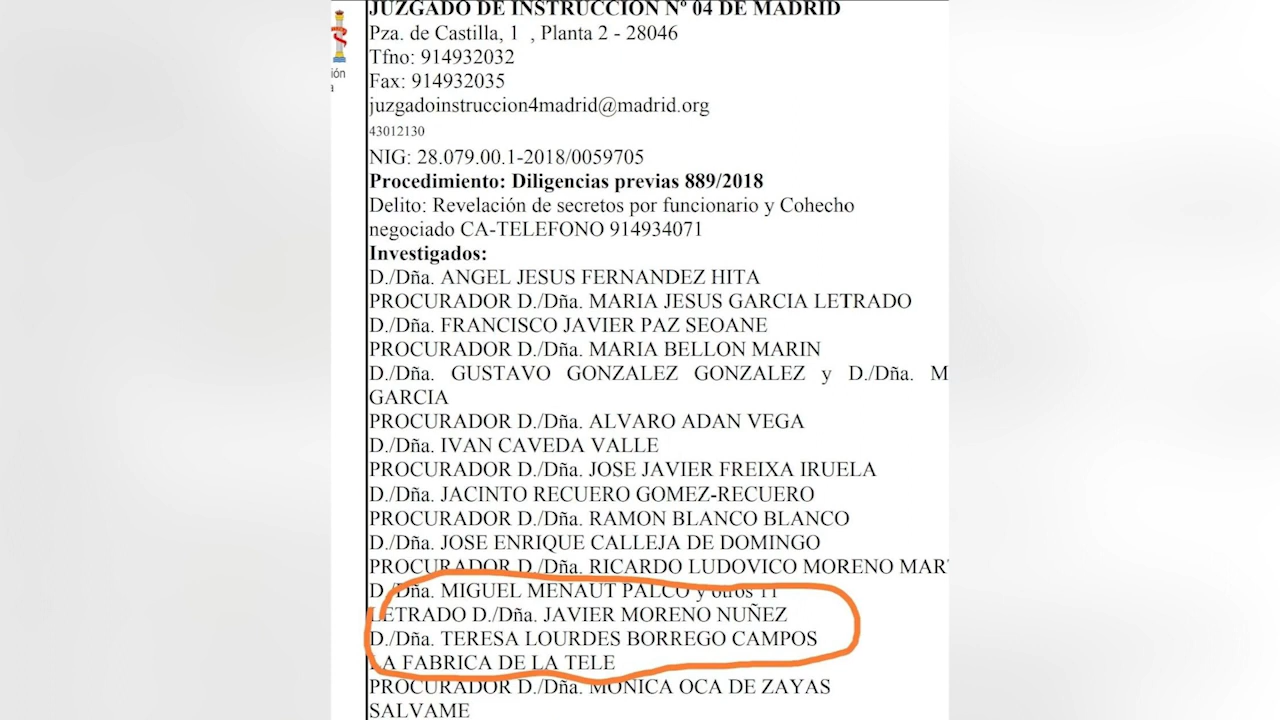 JUZGADO DE INSTRUCCIÓN Nº 04 DE MADRID
Pza. de Castilla, 1 , Planta 2 - 28046
Tfno: 914932032
Fax: 914932035
juzgadoinstruccion4madrid@madrid.org
43012130
NIG: 28.079.00.1-2018/0059705
Procedimiento: Diligencias previas 889/2018
Delito: Revelación de secretos por funcionario y Cohecho
negociado CA-TELEFONO 914934071
Investigados:
D./Dña. ANGEL JESUS FERNANDEZ HITA
PROCURADOR D./Dña. MARIA JESUS GARCIA LETRADO
D./Dña. FRANCISCO JAVIER PAZ SEOANE
PROCURADOR D./Dña. MARIA BELLON MARIN
D./Dña. GUSTAVO GONZALEZ GONZALEZ y D./Dña. M
GARCIA
PROCURADOR D./Dña. ALVARO ADAN VEGA
D./Dña. IVAN CAVEDA VALLE
PROCURADOR D./Dña. JOSE JAVIER FREIXA IRUELA
D./Dña. JACINTO RECUERO GOMEZ-RECUERO
PROCURADOR D./Dña. RAMON BLANCO BLANCO
D./Dña. JOSE ENRIQUE CALLEJA DE DOMINGO
PROCURADOR D./Dña. RICARDO LUDOVICO MORENO MAR
D./Dña. MIGUEL MENAUT PALCO y otros 11
LETRADO D./Dña. JAVIER MORENO NUÑEZ
D./Dña. TERESA LOURDES BORREGO CAMPOS
LA FABRICA DE LA TELE
PROCURADOR D./Dña. MONICA OCA DE ZAYAS
SALVAME